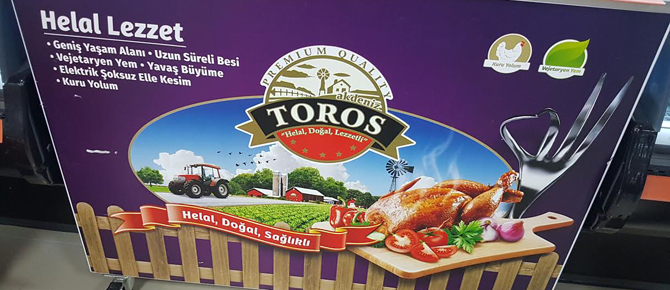 Helal Lezzet
• Geniş Yaşam Alanı • Uzun Süreli Besi
• Vejetaryen Yem • Yavaş Büyüme
• Elektrik Şoksuz Elle Kesim
• Kuru Yolum
PREMIUM QUALITY
akdeniz
TOROS
"Helal, Doğal, Lezzetli"
Kuru Yolum
Vejetaryen Yem
Helal, Doğal, Sağlıklı